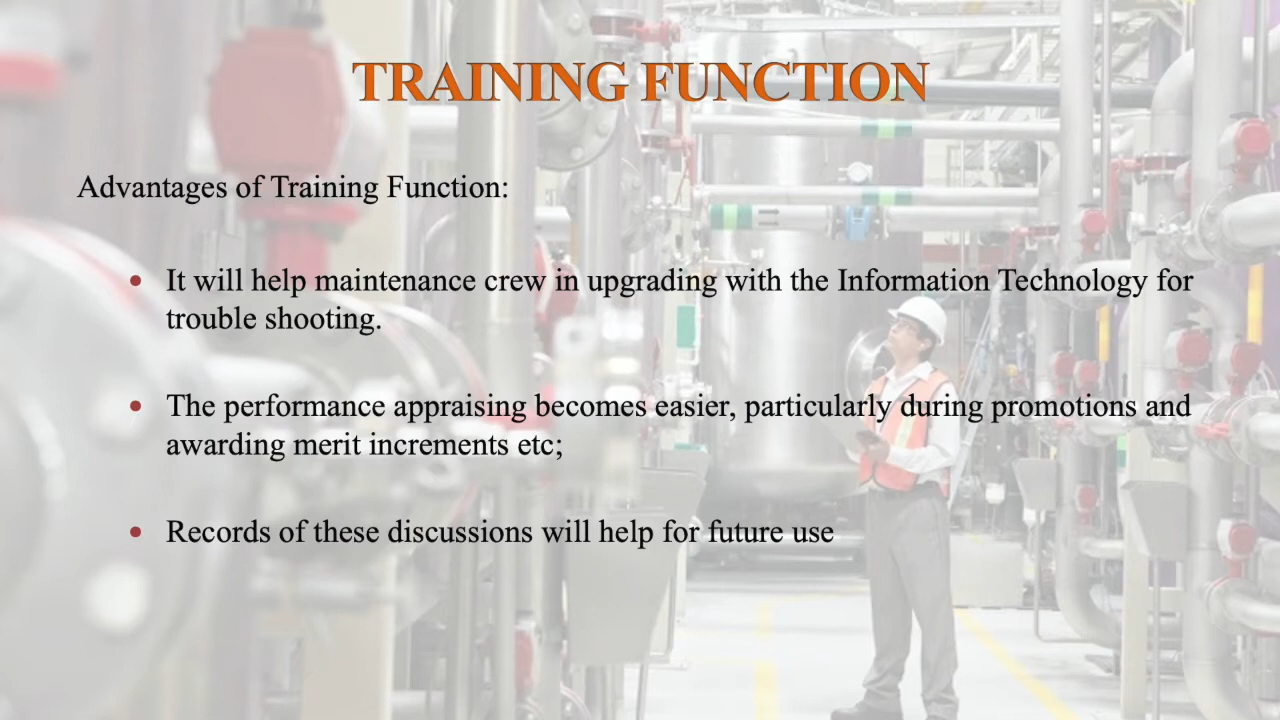 TRAINING FUNCTION
Advantages of Training Function:
• It will help maintenance crew in upgrading with the Information Technology for
trouble shooting.
• The performance appraising becomes easier, particularly during promotions and
awarding merit increments etc;
• Records of these discussions will help for future use